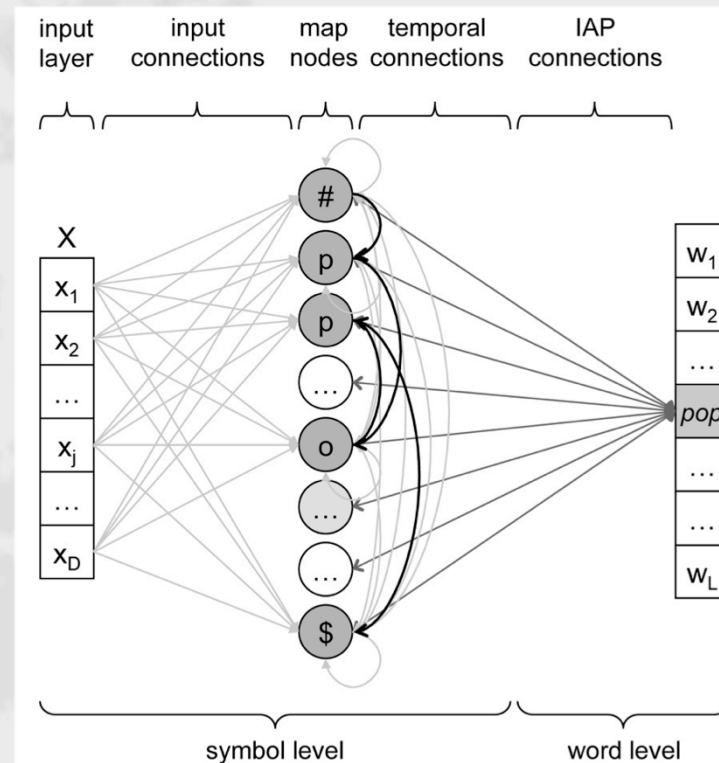 input layer
input connections
map nodes
temporal connections
IAP connections
X
x1
x2
...
xj
...
xD
#
p
p
...
o
...
...
$
w1
w2
...
pop
...
...
wL
symbol level
word level